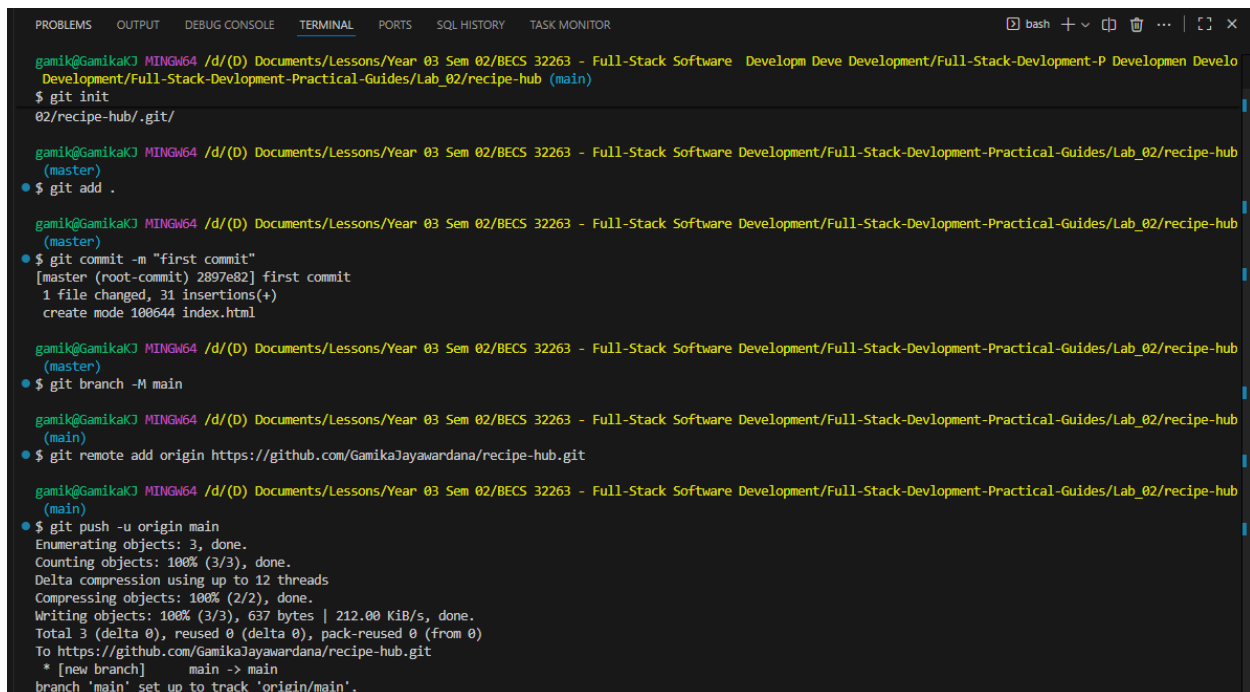 PROBLEMS OUTPUT DEBUG CONSOLE TERMINAL PORTS SQL HISTORY TASK MONITOR bash
gamik@GamikaKJ MINGW64 /d/(D) Documents/Lessons/Year 03 Sem 02/BECS 32263 - Full-Stack Software  Developm Deve Development/Full-Stack-Devlopment-P Developmen Develo
Development/Full-Stack-Devlopment-Practical-Guides/Lab_02/recipe-hub (main)
$ git init
02/recipe-hub/.git/
gamik@GamikaKJ MINGW64 /d/(D) Documents/Lessons/Year 03 Sem 02/BECS 32263 - Full-Stack Software Development/Full-Stack-Devlopment-Practical-Guides/Lab_02/recipe-hub
(master)
$ git add .
gamik@GamikaKJ MINGW64 /d/(D) Documents/Lessons/Year 03 Sem 02/BECS 32263 - Full-Stack Software Development/Full-Stack-Devlopment-Practical-Guides/Lab_02/recipe-hub
(master)
$ git commit -m "first commit"
[master (root-commit) 2897e82] first commit
1 file changed, 31 insertions(+)
create mode 100644 index.html
gamik@GamikaKJ MINGW64 /d/(D) Documents/Lessons/Year 03 Sem 02/BECS 32263 - Full-Stack Software Development/Full-Stack-Devlopment-Practical-Guides/Lab_02/recipe-hub
(master)
$ git branch -M main
gamik@GamikaKJ MINGW64 /d/(D) Documents/Lessons/Year 03 Sem 02/BECS 32263 - Full-Stack Software Development/Full-Stack-Devlopment-Practical-Guides/Lab_02/recipe-hub
(main)
$ git remote add origin https://github.com/GamikaJayawardana/recipe-hub.git
gamik@GamikaKJ MINGW64 /d/(D) Documents/Lessons/Year 03 Sem 02/BECS 32263 - Full-Stack Software Development/Full-Stack-Devlopment-Practical-Guides/Lab_02/recipe-hub
(main)
$ git push -u origin main
Enumerating objects: 3, done.
Counting objects: 100% (3/3), done.
Delta compression using up to 12 threads
Compressing objects: 100% (2/2), done.
Writing objects: 100% (3/3), 637 bytes | 212.00 KiB/s, done.
Total 3 (delta 0), reused 0 (delta 0), pack-reused 0 (from 0)
To https://github.com/GamikaJayawardana/recipe-hub.git
* [new branch]      main -> main
branch 'main' set up to track 'origin/main'.